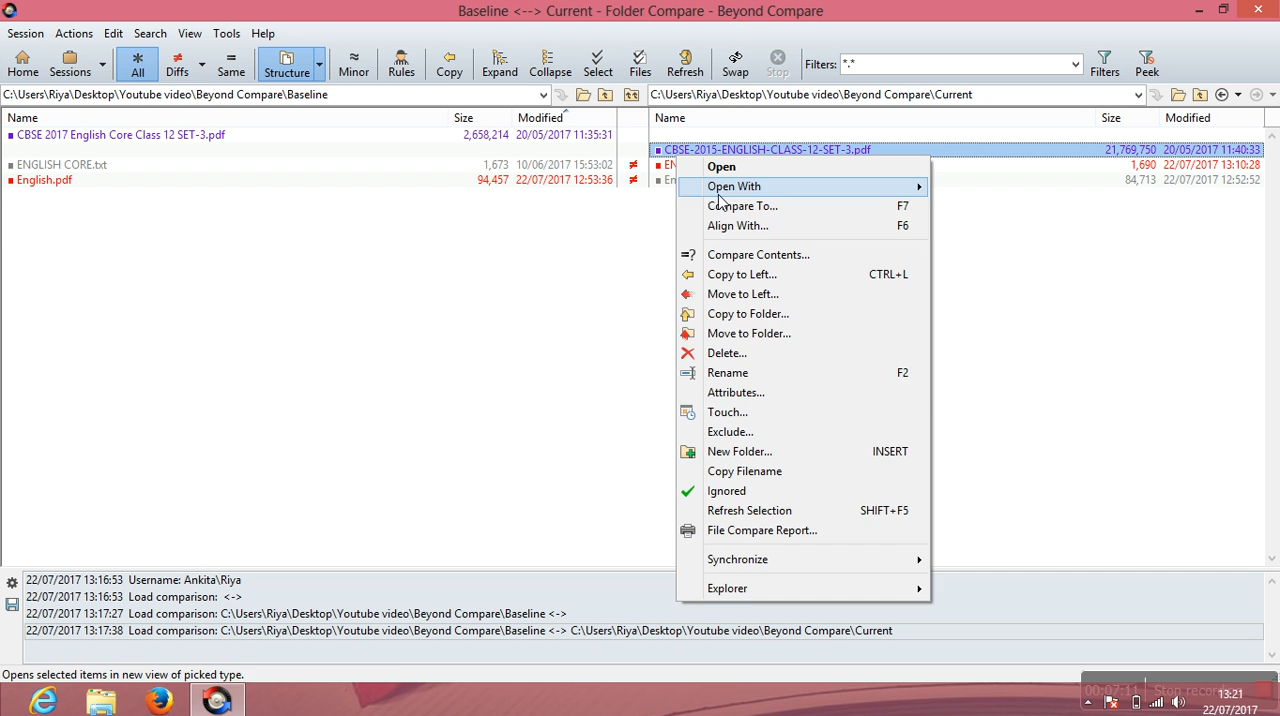 Baseline <--> Current - Folder Compare - Beyond Compare
Session Actions Edit Search View Tools Help
Home Sessions All Diffs Same Structure Minor Rules Copy Expand Collapse Select Files Refresh Swap Stop Filters: *.* Filters Peek
C:\Users\Riya\Desktop\Youtube video\Beyond Compare\Baseline C:\Users\Riya\Desktop\Youtube video\Beyond Compare\Current
Name Size Modified Name Size Modified
CBSE 2017 English Core Class 12 SET-3.pdf 2,658,214 20/05/2017 11:35:31
CBSE-2015-ENGLISH-CLASS-12-SET-3.pdf 21,769,750 20/05/2017 11:40:33
ENGLISH CORE.txt 1,673 10/06/2017 15:53:02 1,690 22/07/2017 13:10:28
English.pdf 94,457 22/07/2017 12:53:36 84,713 22/07/2017 12:52:52
Open
Open With
Compare To... F7
Align With... F6
Compare Contents...
Copy to Left... CTRL+L
Move to Left...
Copy to Folder...
Move to Folder...
Delete...
Rename F2
Attributes...
Touch...
Exclude...
New Folder... INSERT
Copy Filename
Ignored
Refresh Selection SHIFT+F5
File Compare Report...
Synchronize
Explorer
22/07/2017 13:16:53 Username: Ankita\Riya
22/07/2017 13:16:53 Load comparison: <->
22/07/2017 13:17:27 Load comparison: C:\Users\Riya\Desktop\Youtube video\Beyond Compare\Baseline <->
22/07/2017 13:17:38 Load comparison: C:\Users\Riya\Desktop\Youtube video\Beyond Compare\Baseline <-> C:\Users\Riya\Desktop\Youtube video\Beyond Compare\Current
Opens selected items in new view of picked type.
00:07:11 Stop
13:21
22/07/2017